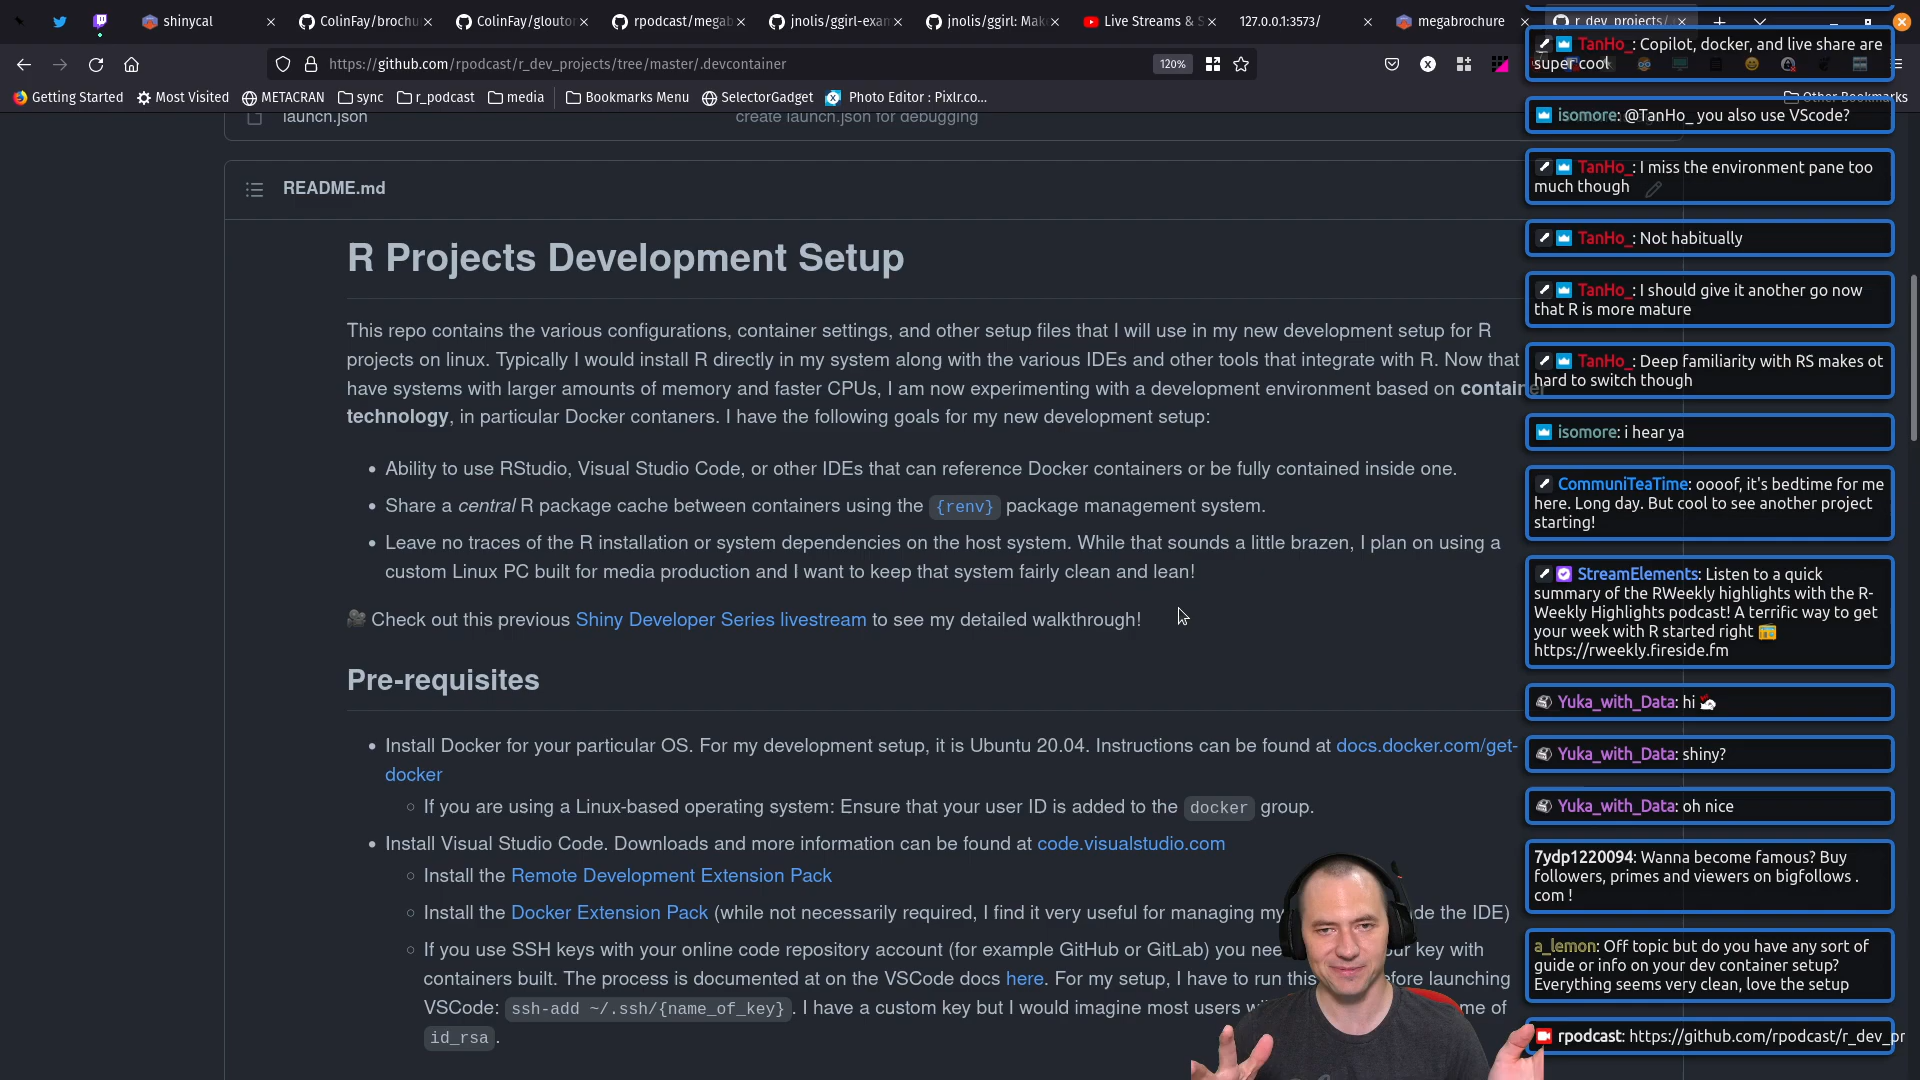 shinycal
ColinFay/brochu
ColinFay/glouto
rpodcast/megab
jnolis/ggirl-exam
jnolis/ggirl: Mak
Live Streams & S
127.0.0.1:3573/
megabrochure
r_dev_projects/
https://github.com/rpodcast/r_dev_projects/tree/master/.devcontainer
120%
Getting Started
Most Visited
METACRAN
sync
r_podcast
media
Bookmarks Menu
SelectorGadget
Photo Editor : Pixlr.co...
Other Bookmarks
launch.json
create launch.json for debugging
README.md
R Projects Development Setup
This repo contains the various configurations, container settings, and other setup files that I will use in my new development setup for R
projects on linux. Typically I would install R directly in my system along with the various IDEs and other tools that integrate with R. Now that
have systems with larger amounts of memory and faster CPUs, I am now experimenting with a development environment based on container
technology, in particular Docker contaners. I have the following goals for my new development setup:
• Ability to use RStudio, Visual Studio Code, or other IDEs that can reference Docker containers or be fully contained inside one.
• Share a central R package cache between containers using the {renv} package management system.
• Leave no traces of the R installation or system dependencies on the host system. While that sounds a little brazen, I plan on using a
custom Linux PC built for media production and I want to keep that system fairly clean and lean!
🎥 Check out this previous Shiny Developer Series livestream to see my detailed walkthrough!
Pre-requisites
• Install Docker for your particular OS. For my development setup, it is Ubuntu 20.04. Instructions can be found at docs.docker.com/get-
docker
◦ If you are using a Linux-based operating system: Ensure that your user ID is added to the docker group.
• Install Visual Studio Code. Downloads and more information can be found at code.visualstudio.com
◦ Install the Remote Development Extension Pack
◦ Install the Docker Extension Pack (while not necessarily required, I find it very useful for managing my de the IDE)
◦ If you use SSH keys with your online code repository account (for example GitHub or GitLab) you nee ur key with
containers built. The process is documented at on the VSCode docs here. For my setup, I have to run this efore launching
VSCode: ssh-add ~/.ssh/{name_of_key}. I have a custom key but I would imagine most users wi me of
id_rsa.
TanHo_: Copilot, docker, and live share are
super cool
isomore: @TanHo_ you also use VScode?
TanHo_: I miss the environment pane too
much though
TanHo_: Not habitually
TanHo_: I should give it another go now
that R is more mature
TanHo_: Deep familiarity with RS makes ot
hard to switch though
isomore: i hear ya
CommuniTeaTime: oooof, it's bedtime for me
here. Long day. But cool to see another project
starting!
StreamElements: Listen to a quick
summary of the RWeekly highlights with the R-
Weekly Highlights podcast! A terrific way to get
your week with R started right 📻
https://rweekly.fireside.fm
Yuka_with_Data: hi
Yuka_with_Data: shiny?
Yuka_with_Data: oh nice
7ydp1220094: Wanna become famous? Buy
followers, primes and viewers on bigfollows .
com !
a_lemon: Off topic but do you have any sort of
guide or info on your dev container setup?
Everything seems very clean, love the setup
rpodcast: https://github.com/rpodcast/r_dev_pr